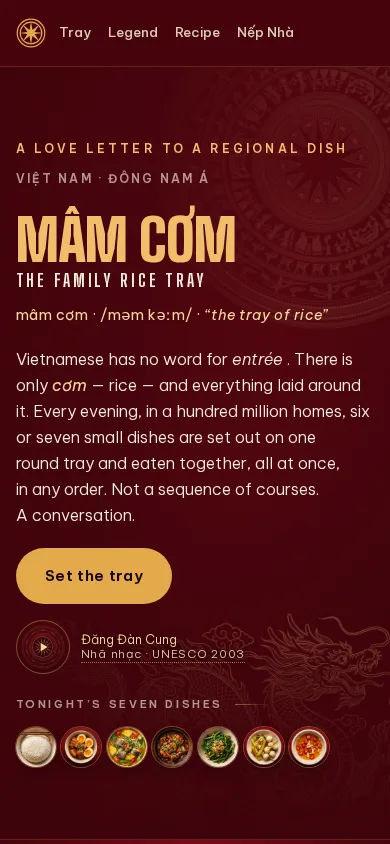 Tray Legend Recipe Nếp Nhà
A LOVE LETTER TO A REGIONAL DISH
VIỆT NAM · ĐÔNG NAM Á
MÂM CƠM
THE FAMILY RICE TRAY
mâm cơm · /məm kəːm/ · “the tray of rice”
Vietnamese has no word for entrée . There is
only cơm — rice — and everything laid around
it. Every evening, in a hundred million homes, six
or seven small dishes are set out on one
round tray and eaten together, all at once,
in any order. Not a sequence of courses.
A conversation.
Set the tray
Đăng Đàn Cung
Nhã nhạc · UNESCO 2003
TONIGHT’S SEVEN DISHES